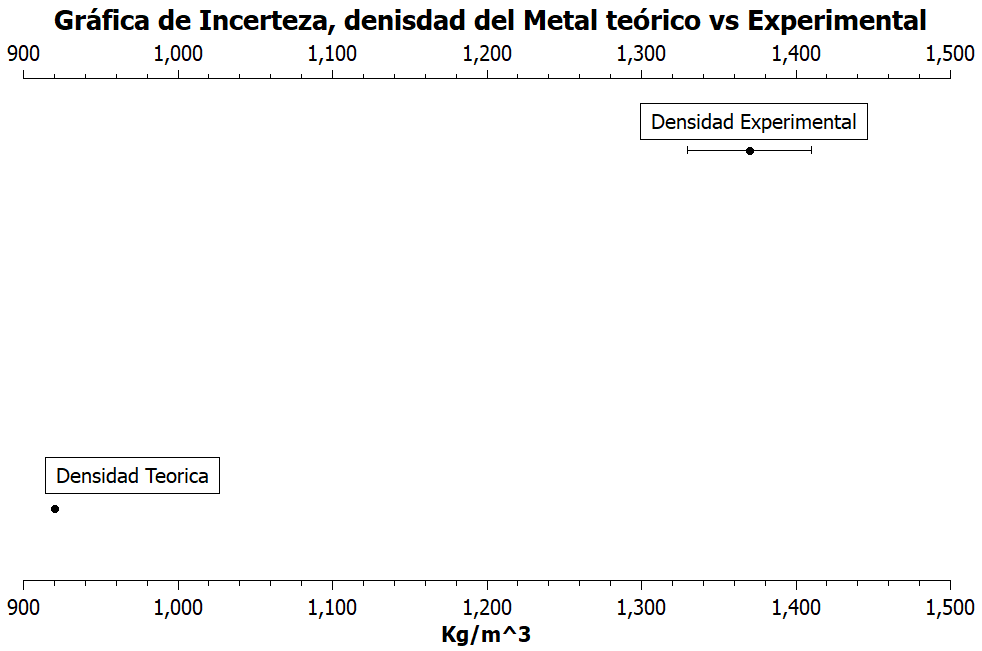 Gráfica de Incerteza, denisdad del Metal teórico vs Experimental
900 1,000 1,100 1,200 1,300 1,400 1,500
Densidad Experimental
Densidad Teorica
900 1,000 1,100 1,200 1,300 1,400 1,500
Kg/m^3